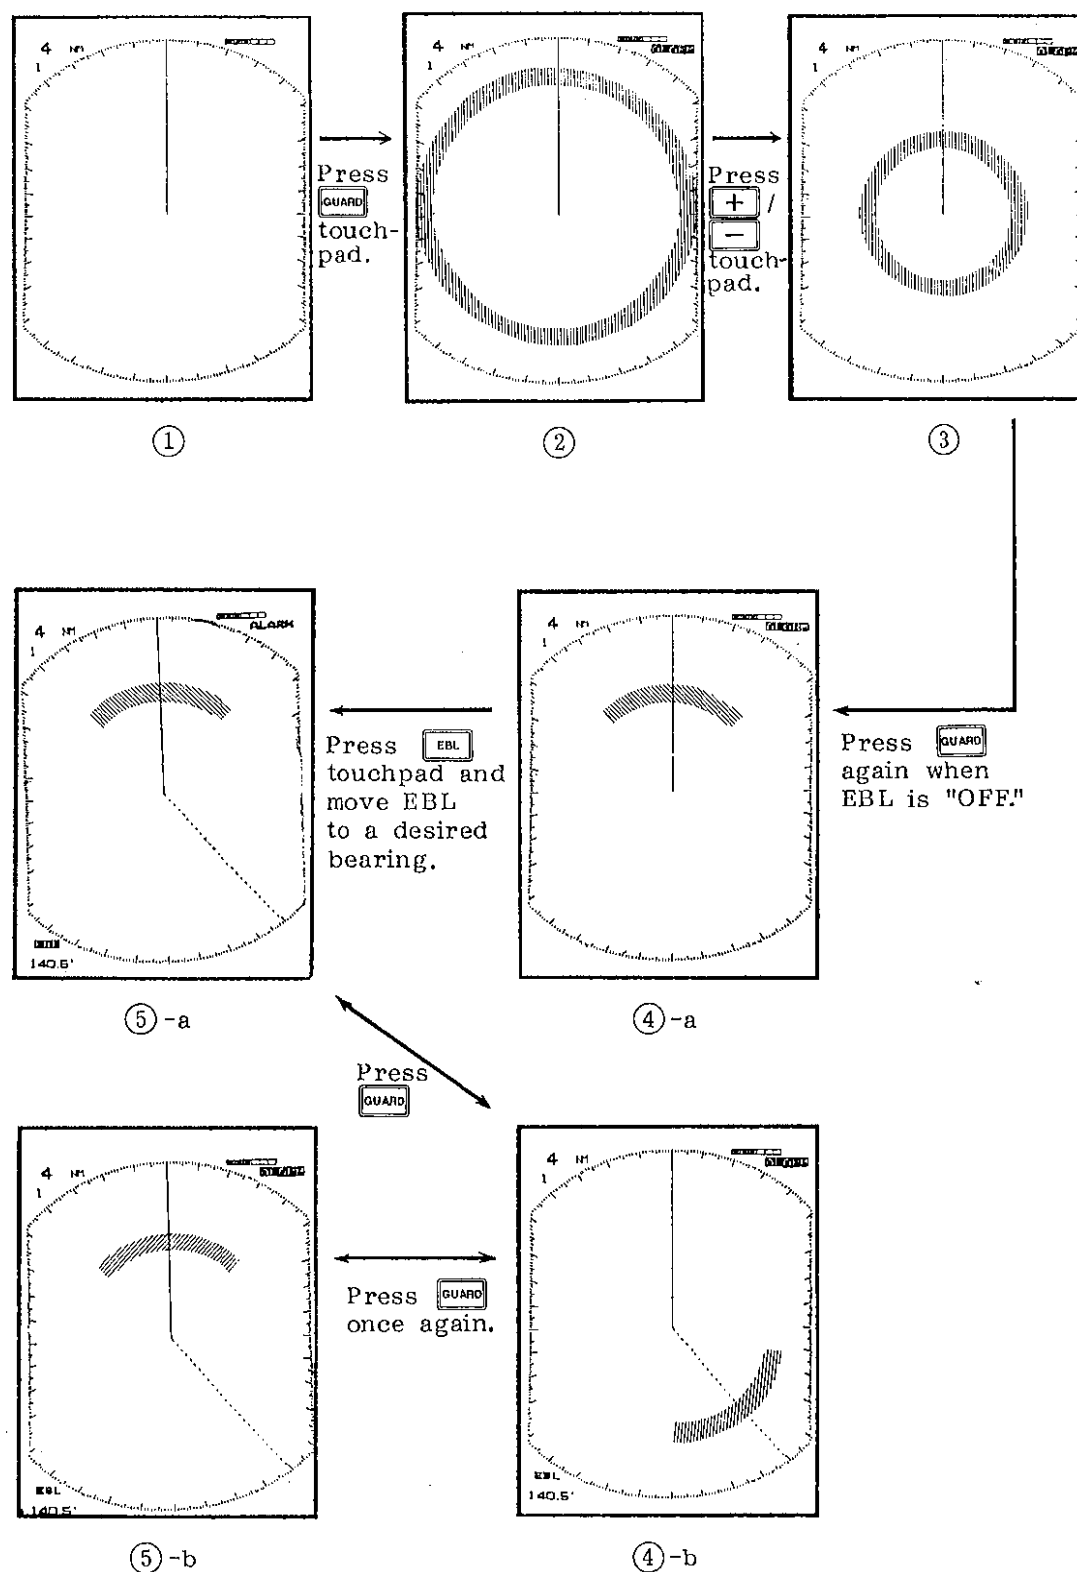 4 NM
1
Press
GUARD
touch-
pad.
①
4 NM
1
Press
+ /
−
touch-
pad.
②
4 NM
1
③
4 NM
ALARM
1
140.5'
⑤-a
Press EBL
touchpad and
move EBL
to a desired
bearing.
4 NM
1
④-a
Press GUARD
again when
EBL is "OFF."
Press
GUARD
4 NM
1
EBL
140.5'
⑤-b
Press GUARD
once again.
4 NM
1
EBL
140.5'
④-b